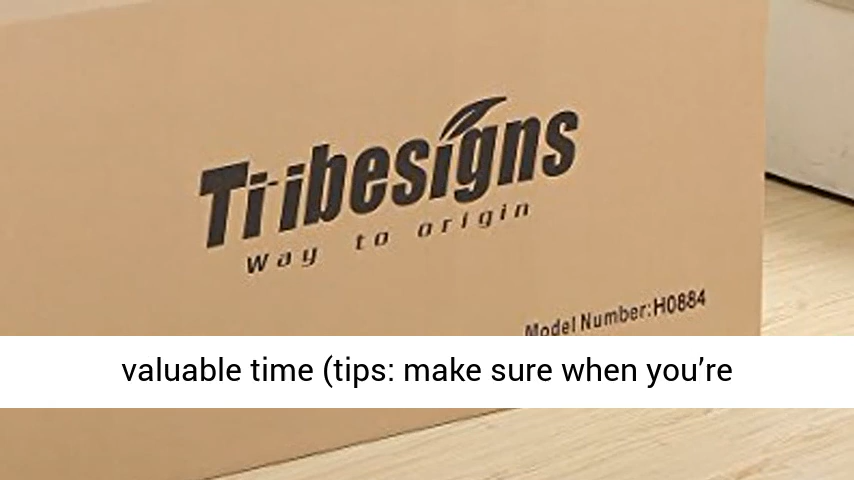 Tribesigns
Way to origin
Model Number:H0884
valuable time (tips: make sure when you’re